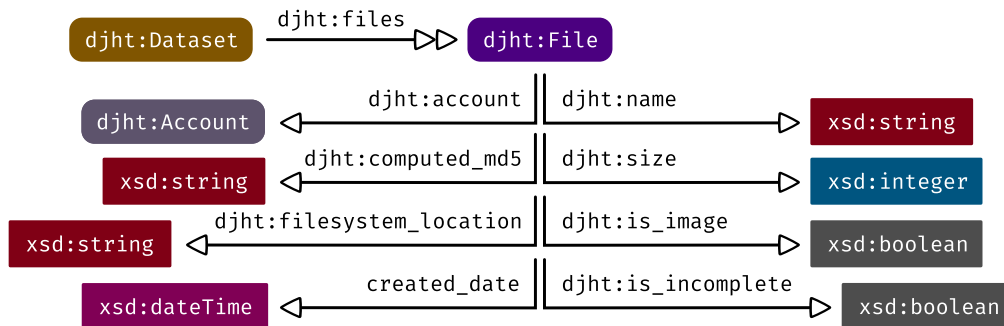 djht:files
djht:Dataset djht:File
djht:account djht:name
djht:Account xsd:string
djht:computed_md5 djht:size
xsd:string xsd:integer
djht:filesystem_location djht:is_image
xsd:string xsd:boolean
created_date djht:is_incomplete
xsd:dateTime xsd:boolean